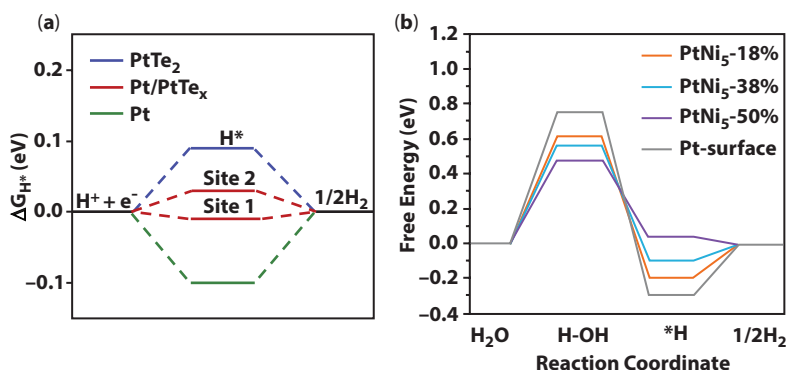 (a)
ΔG_H* (eV)
0.2
0.1
0.0
−0.1
PtTe₂
Pt/PtTeₓ
Pt
H⁺ + e⁻
H*
Site 2
Site 1
1/2H₂
(b)
Free Energy (eV)
1.2
1.0
0.8
0.6
0.4
0.2
0.0
−0.2
−0.4
PtNi₅-18%
PtNi₅-38%
PtNi₅-50%
Pt-surface
H₂O
H-OH
*H
1/2H₂
Reaction Coordinate